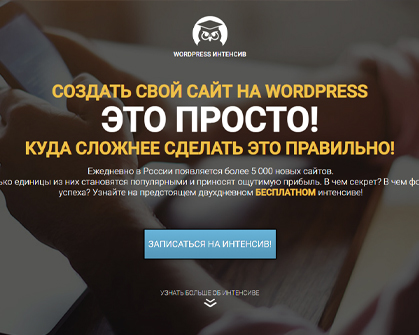 WORDPRESS ИНТЕНСИВ
СОЗДАТЬ СВОЙ САЙТ НА WORDPRESS
ЭТО ПРОСТО!
КУДА СЛОЖНЕЕ СДЕЛАТЬ ЭТО ПРАВИЛЬНО!
Ежедневно в России появляется более 5 000 новых сайтов.
ько единицы из них становятся популярными и приносят ощутимую прибыль. В чем секрет? В чем фо
успеха? Узнайте на предстоящем двухдневном БЕСПЛАТНОМ интенсиве!
ЗАПИСАТЬСЯ НА ИНТЕНСИВ!
УЗНАТЬ БОЛЬШЕ ОБ ИНТЕНСИВЕ